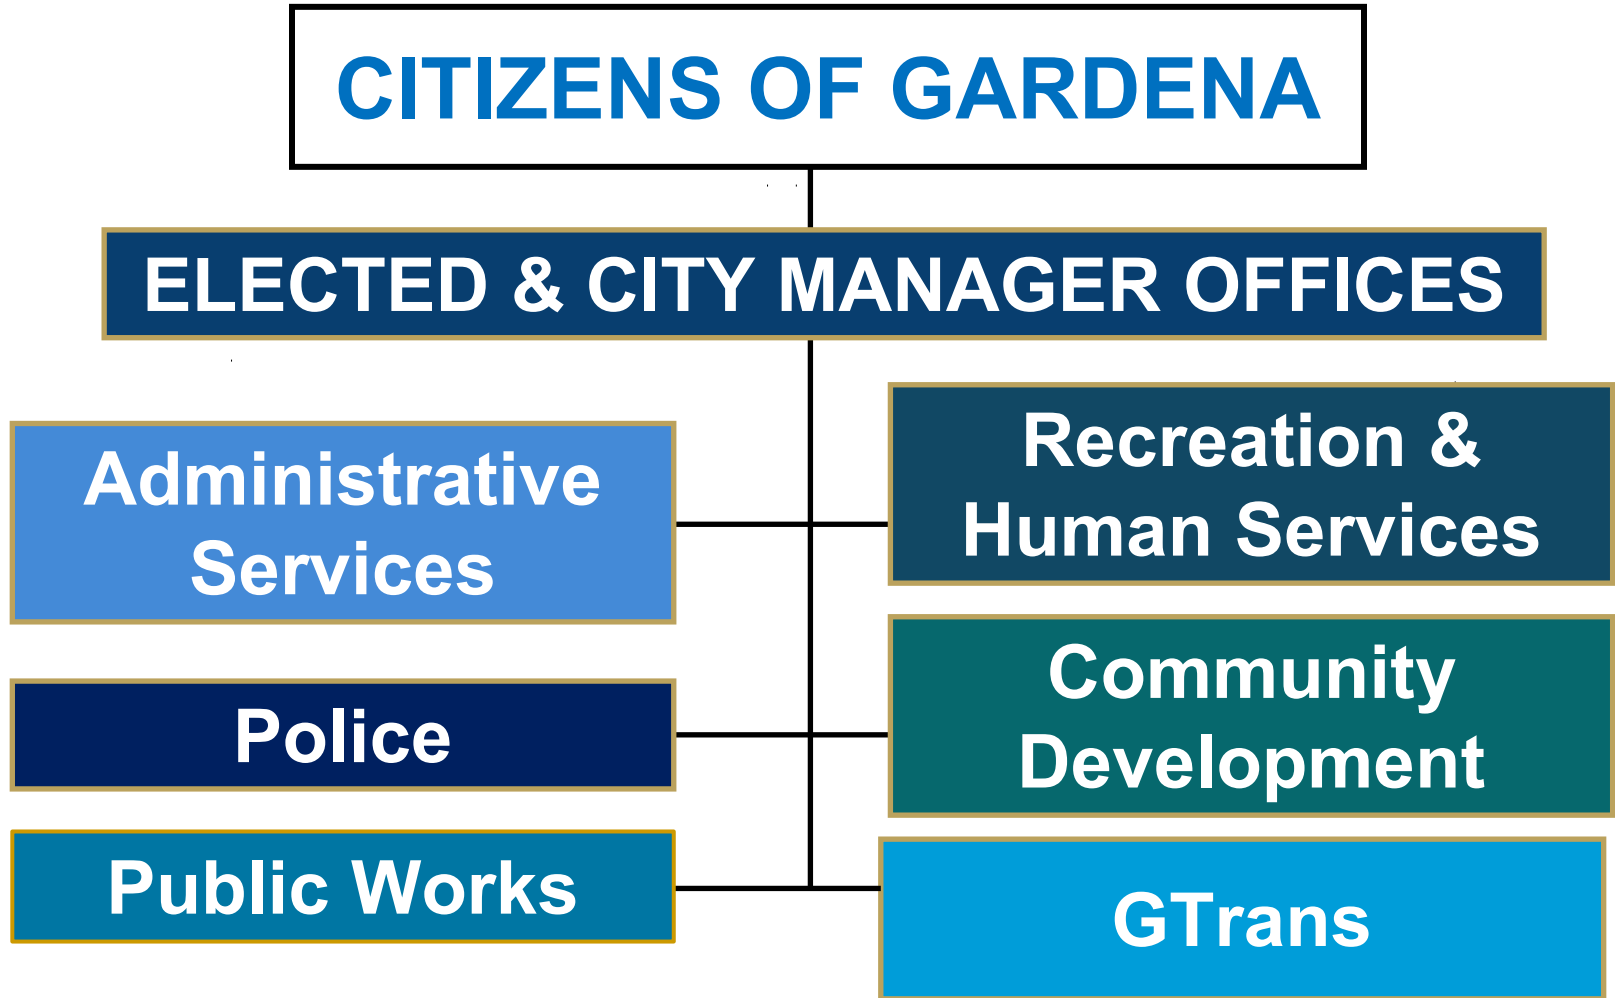 CITIZENS OF GARDENA
ELECTED & CITY MANAGER OFFICES
Administrative
Services
Recreation &
Human Services
Police
Community
Development
Public Works
GTrans